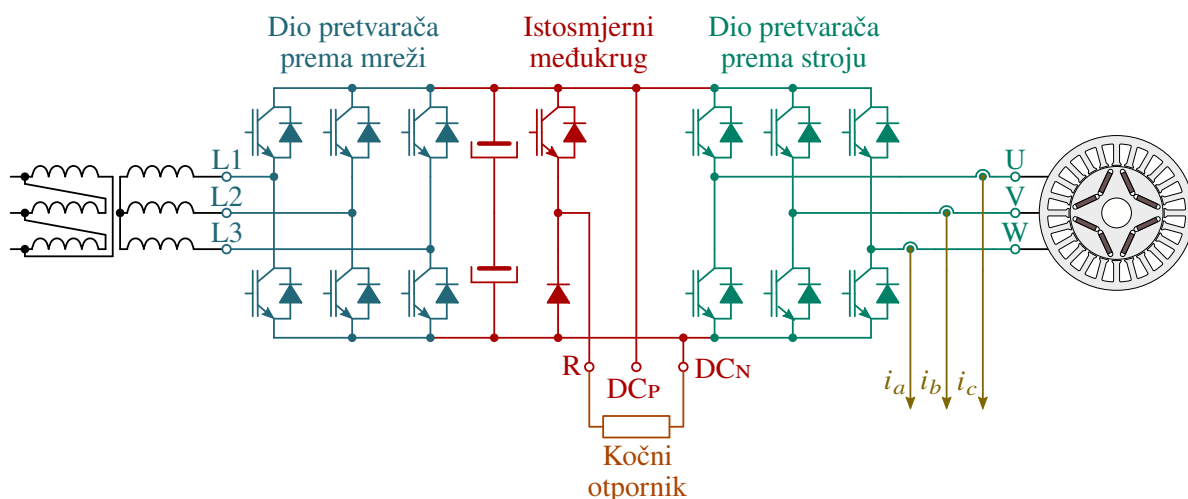 Dio pretvarača
prema mreži
Istosmjerni
međukrug
Dio pretvarača
prema stroju
L1
L2
L3
U
V
W
R
DCP
DCN
ia
ib
ic
Kočni
otpornik